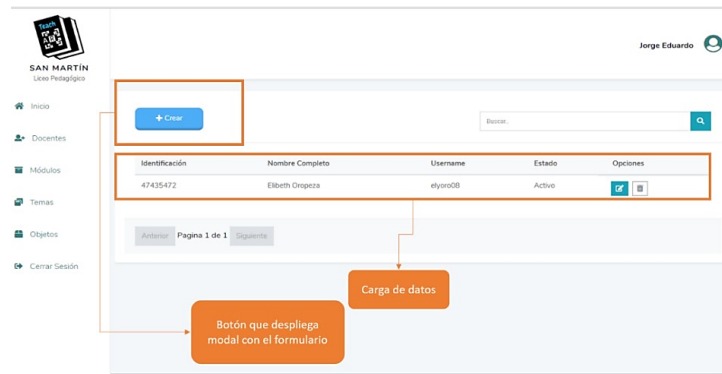 Teach
SAN MARTÍN
Liceo Pedagógico
Jorge Eduardo
Inicio
Docentes
Módulos
Temas
Objetos
Cerrar Sesión
+ Crear
Buscar..
Identificación Nombre Completo Username Estado Opciones
47435472 Elibeth Oropeza elyoro08 Activo
Anterior Pagina 1 de 1 Siguiente
Carga de datos
Botón que despliega
modal con el formulario